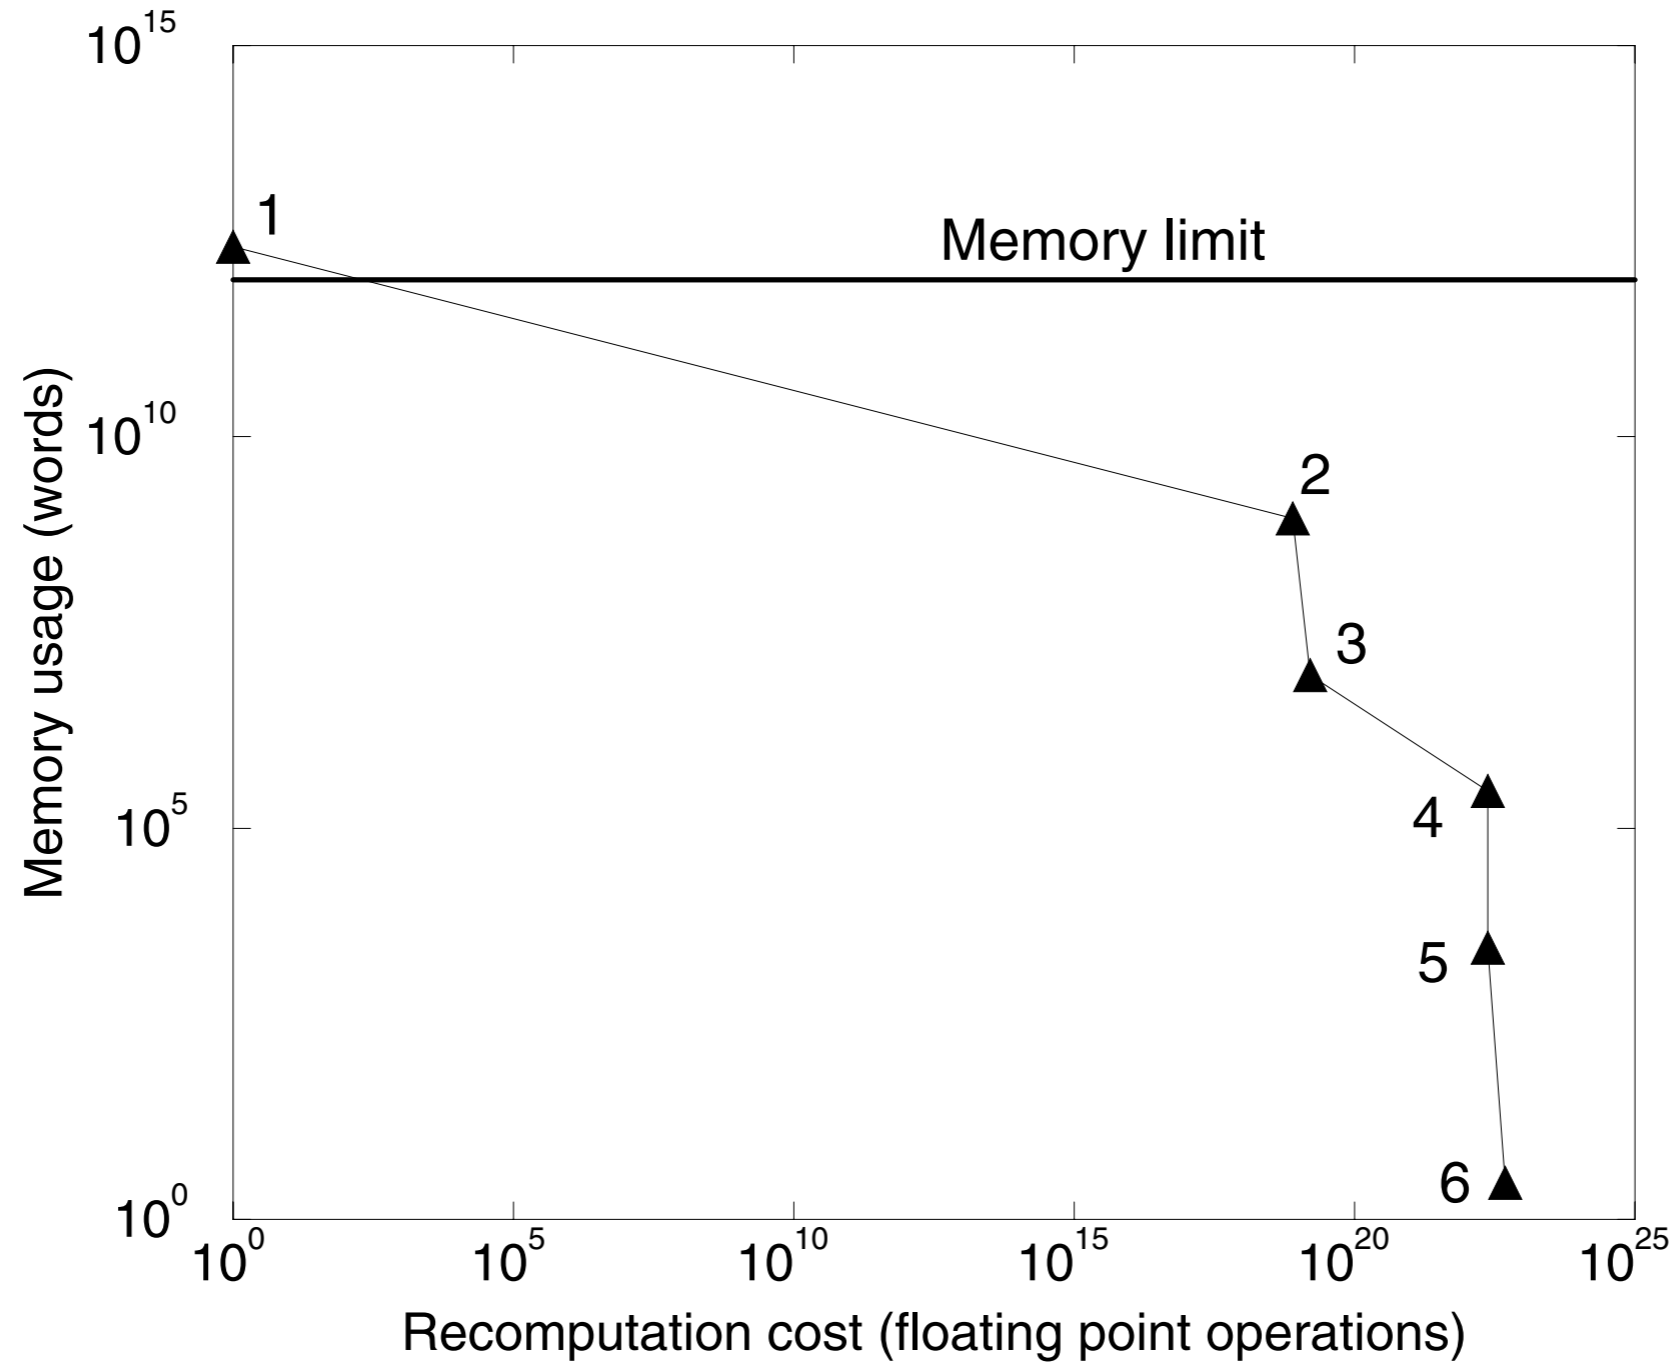 10^15
1
Memory limit
10^10
2
3
Memory usage (words)
10^5
4
5
6
10^0
10^0 10^5 10^10 10^15 10^20 10^25
Recomputation cost (floating point operations)